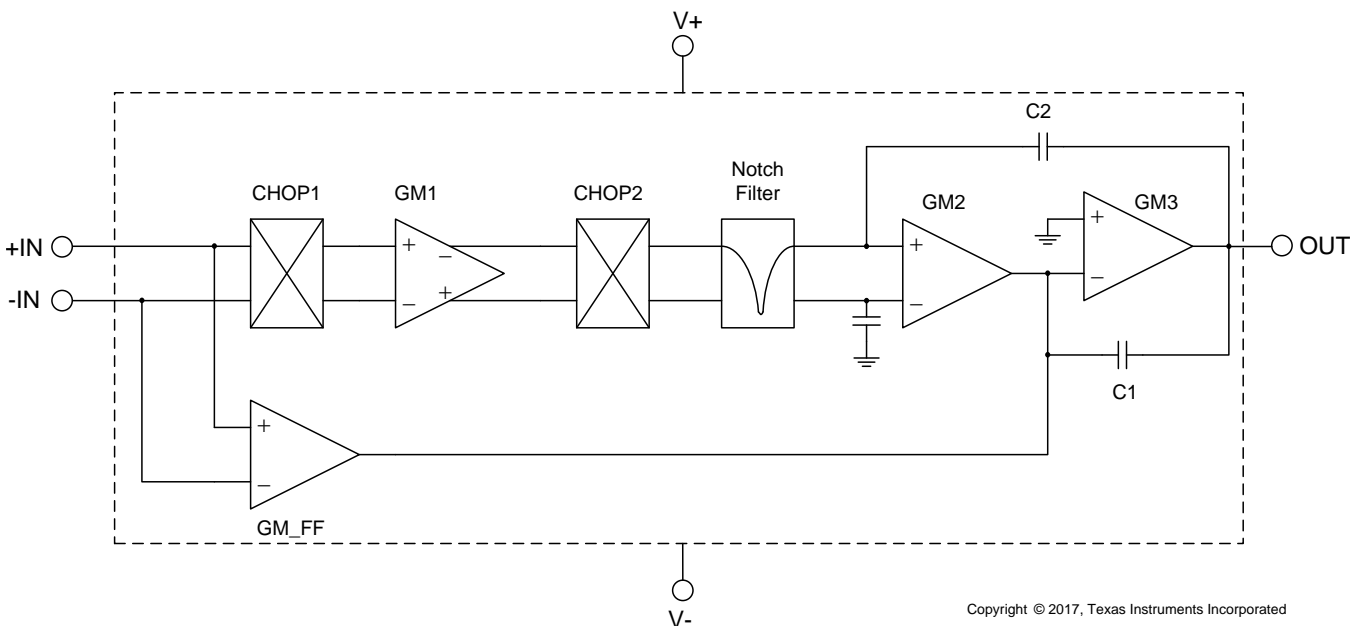 V+
C2
Notch
Filter
CHOP1
GM1
CHOP2
GM2
GM3
+
-
+
-
+
-
+
-
+IN
-IN
OUT
C1
+
-
GM_FF
V-
Copyright © 2017, Texas Instruments Incorporated